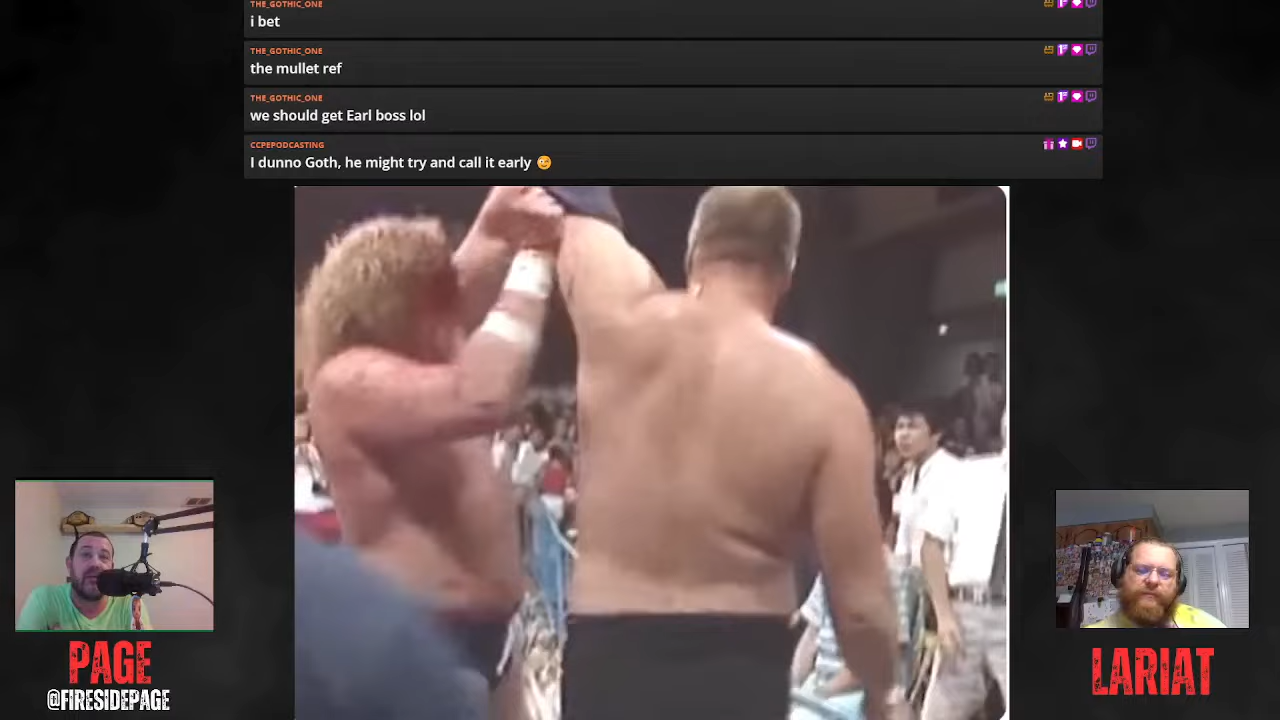 THE_GOTHIC_ONE
i bet
THE_GOTHIC_ONE
the mullet ref
THE_GOTHIC_ONE
we should get Earl boss lol
CCPEPODCASTING
I dunno Goth, he might try and call it early
PAGE
@FIRESIDEPAGE
LARIAT